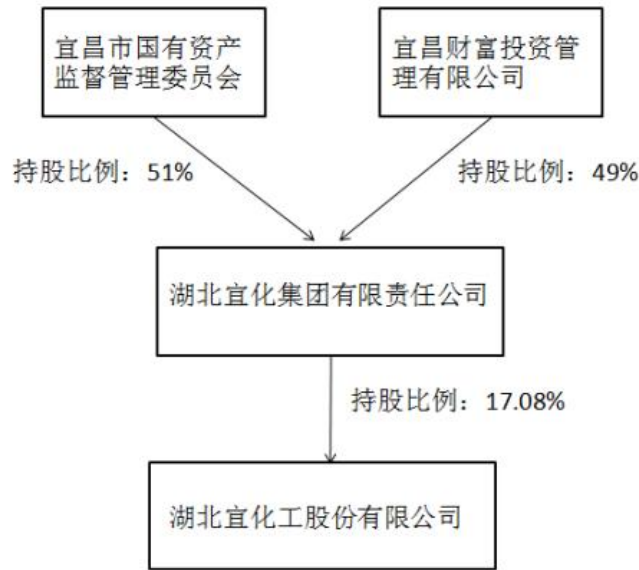 宜昌市国有资产
监督管理委员会
宜昌财富投资管
理有限公司
持股比例：51%
持股比例：49%
湖北宜化集团有限责任公司
持股比例：17.08%
湖北宜化工股份有限公司